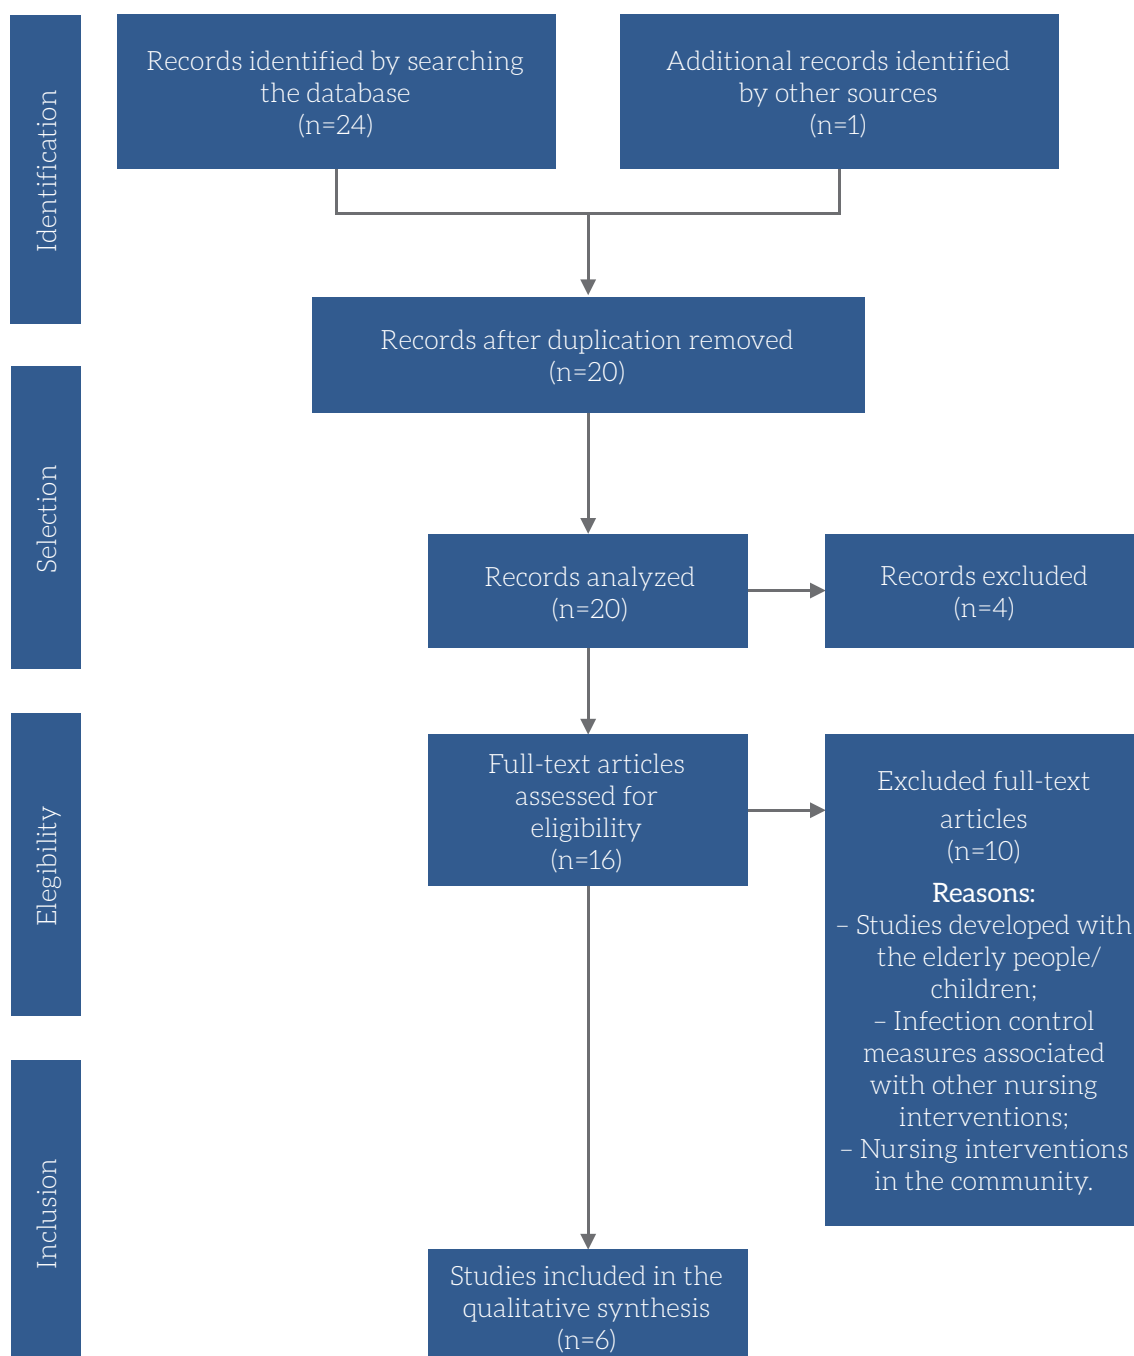 Identification
Records identified by searching
the database
(n=24)
Additional records identified
by other sources
(n=1)
Records after duplication removed
(n=20)
Selection
Records analyzed
(n=20)
Records excluded
(n=4)
Elegibility
Full-text articles
assessed for
eligibility
(n=16)
Excluded full-text
articles
(n=10)
Reasons:
– Studies developed with
the elderly people/
children;
– Infection control
measures associated
with other nursing
interventions;
– Nursing interventions
in the community.
Inclusion
Studies included in the
qualitative synthesis
(n=6)